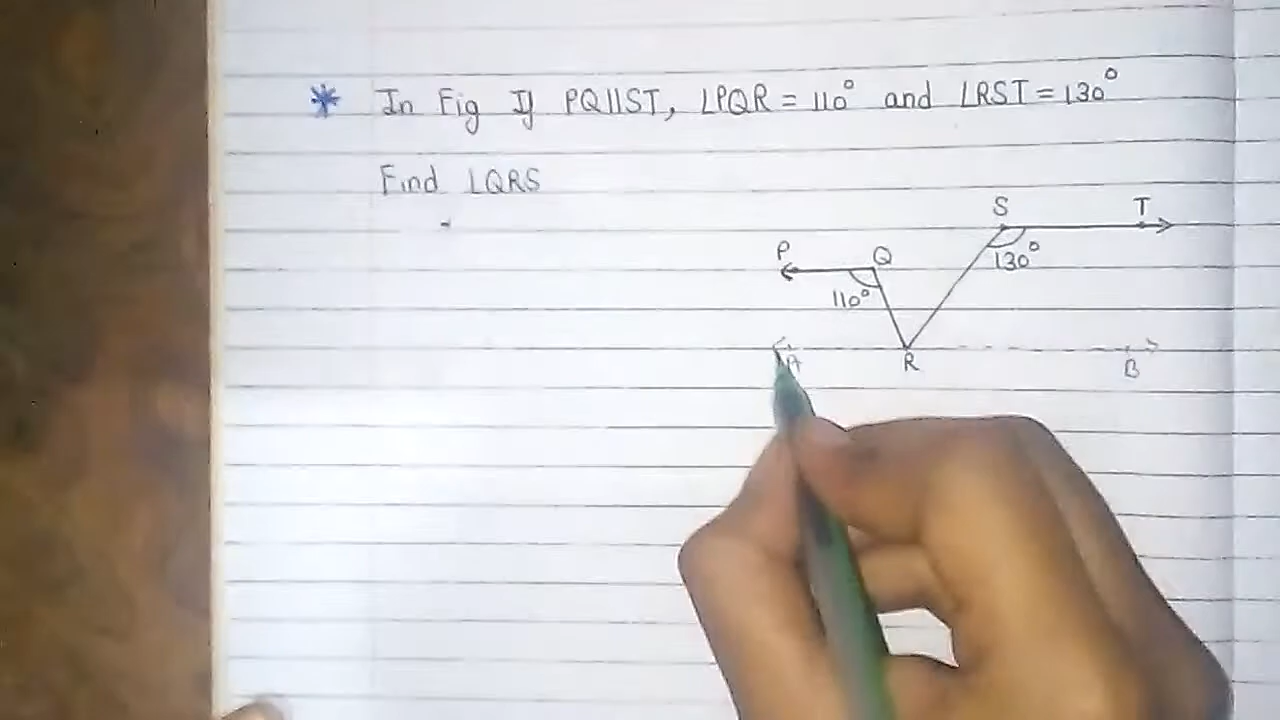 * In Fig If PQ||ST, ∠PQR = 110° and ∠RST = 130°
Find ∠QRS
S T
P Q
130°
110°
A R B